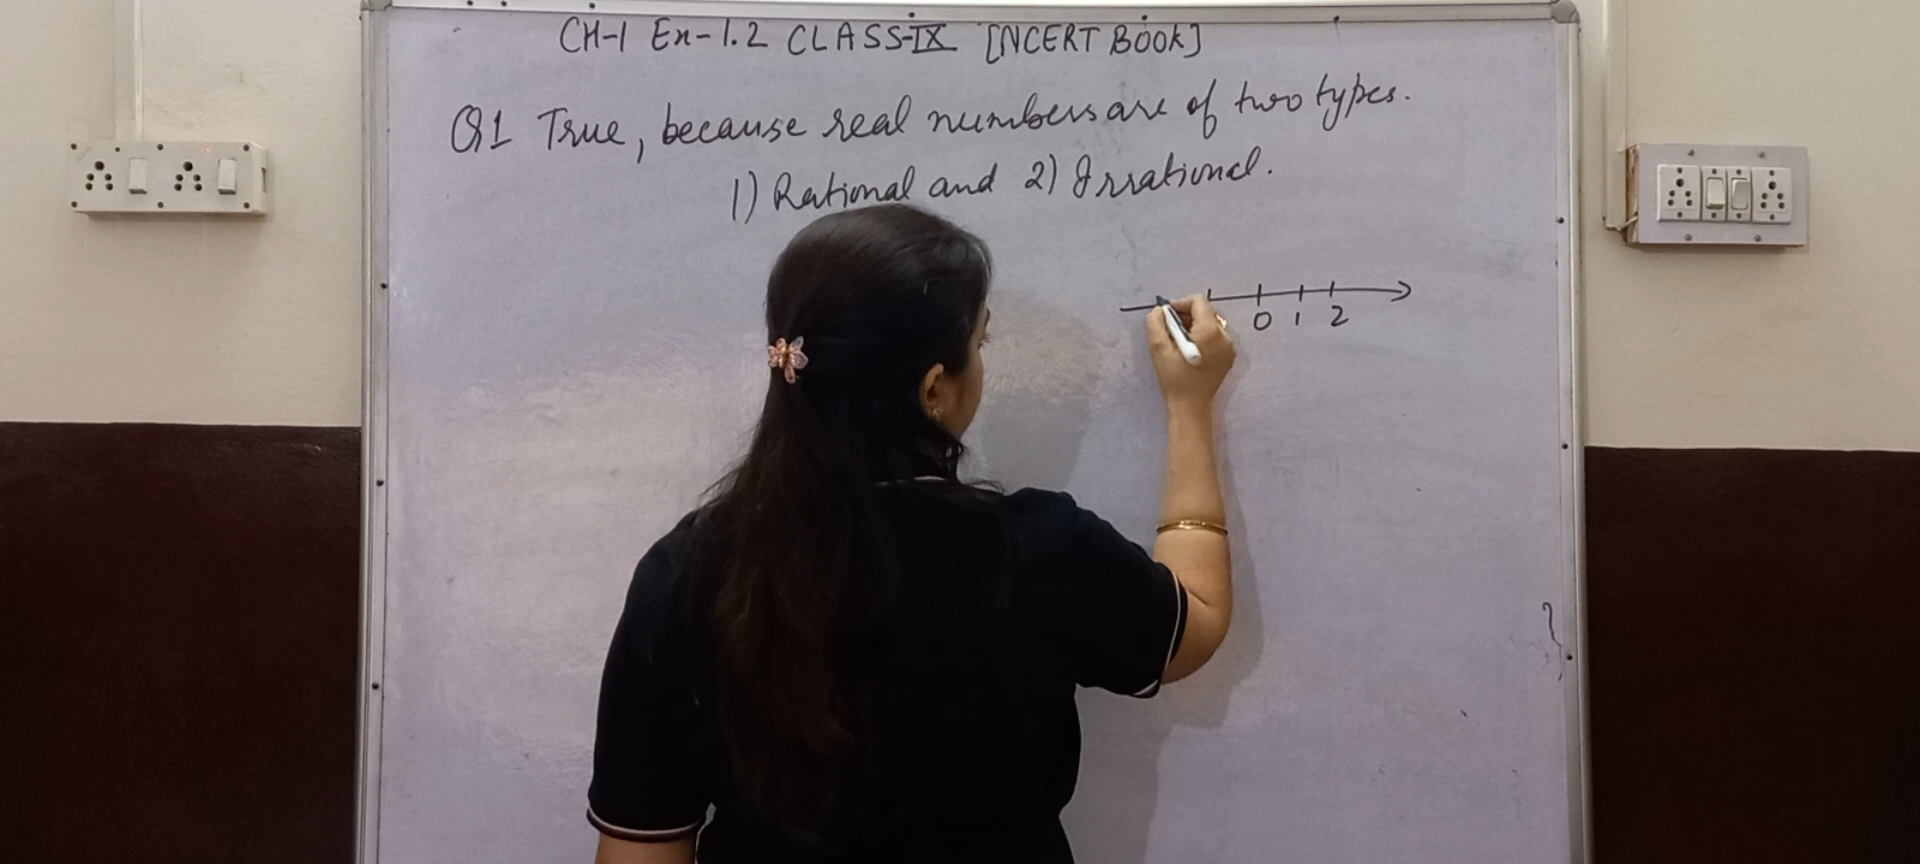 CH-1 Ex-1.2 CLASS-IX [NCERT BOOK]
Q1 True, because real numbers are of two types.
1) Rational and 2) Irrational.
0 1 2